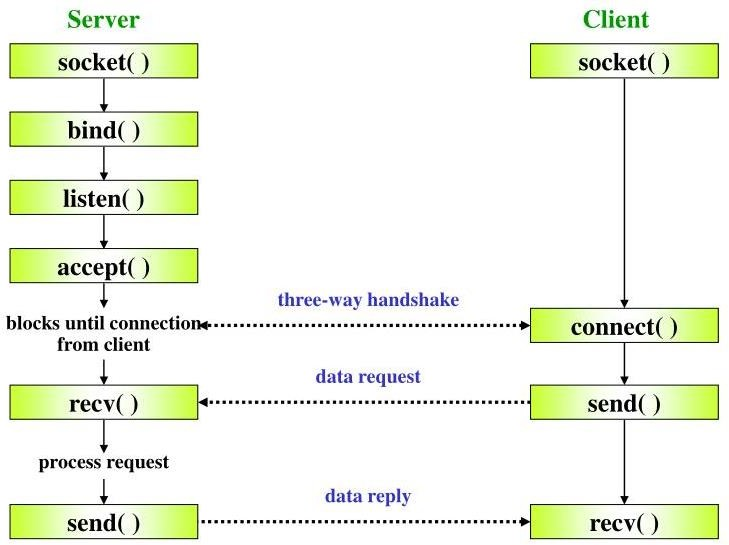 Server
Client
socket( )
socket( )
bind( )
listen( )
accept( )
three-way handshake
blocks until connection
from client
connect( )
data request
recv( )
send( )
process request
data reply
send( )
recv( )